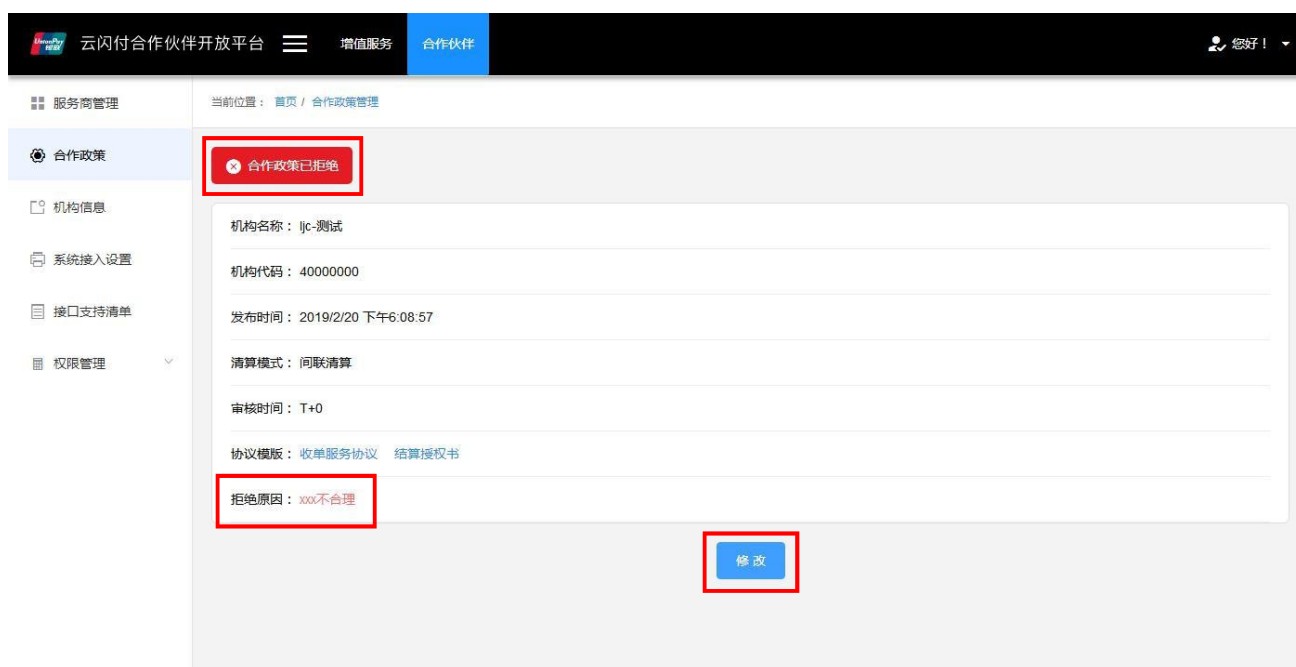 UnionPay 银联 云闪付合作伙伴开放平台 增值服务 合作伙伴 您好！
服务商管理
当前位置： 首页 / 合作政策管理
合作政策
合作政策已拒绝
机构信息
机构名称： ljc-测试
系统接入设置
机构代码： 40000000
接口支持清单
发布时间： 2019/2/20 下午6:08:57
权限管理
清算模式： 间联清算
审核时间： T+0
协议模版： 收单服务协议 结算授权书
拒绝原因： xxx不合理
修 改